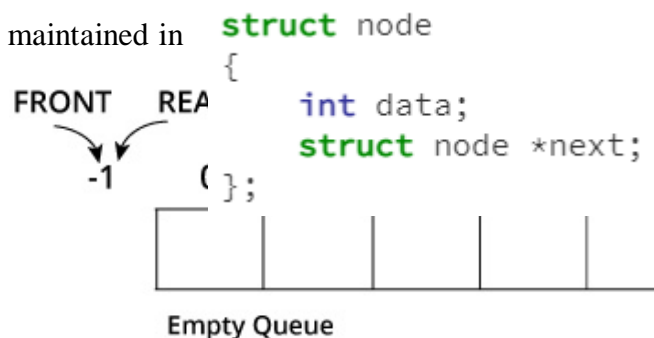 maintained in
struct node
{
int data;
struct node *next;
};
FRONT
-1
Empty Queue